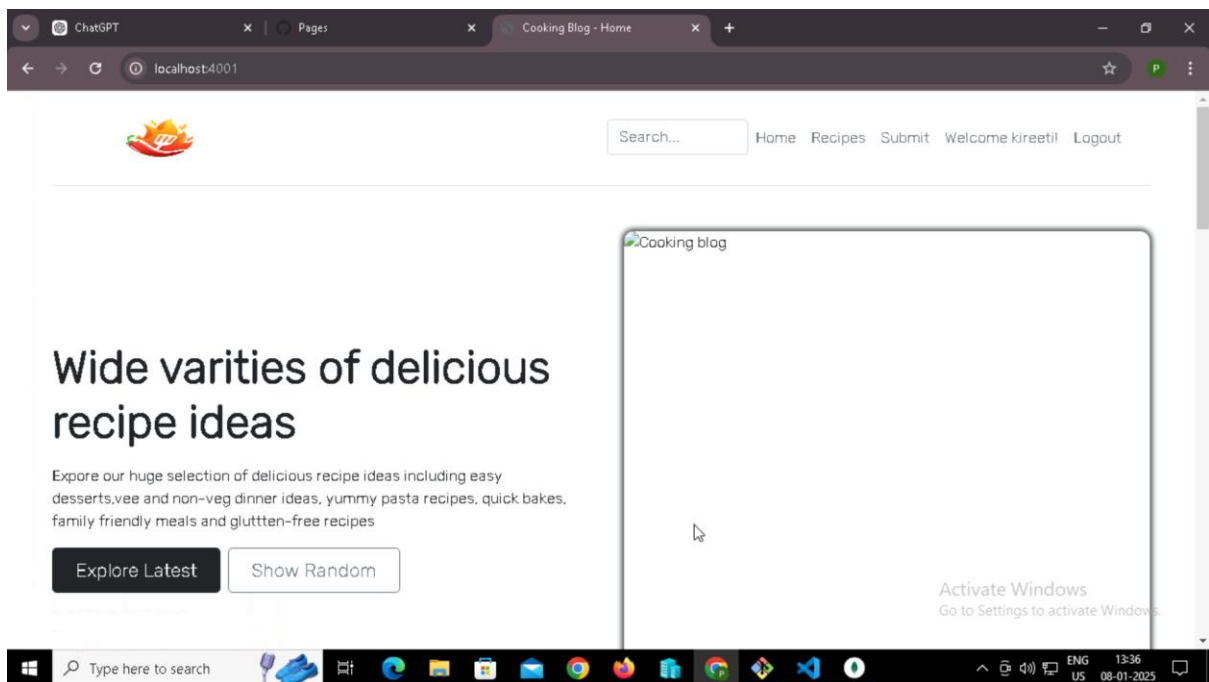 ChatGPT
Pages
Cooking Blog - Home
localhost:4001
P
Search...
Home Recipes Submit Welcome kireeti! Logout
Cooking blog
Wide varities of delicious
recipe ideas
Expore our huge selection of delicious recipe ideas including easy
desserts,vee and non-veg dinner ideas, yummy pasta recipes, quick bakes,
family friendly meals and gluttten-free recipes
Explore Latest
Show Random
Activate Windows
Go to Settings to activate Windows.
Type here to search
ENG
US
13:36
08-01-2025